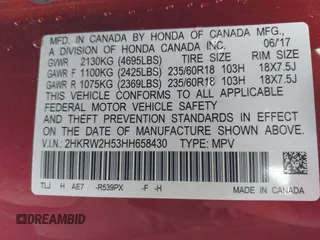 MFD. IN CANADA BY HONDA OF CANADA MFG.,
A DIVISION OF HONDA CANADA INC. 06/17
GVWR 2130KG (4695LBS) TIRE SIZE RIM SIZE
GAWR F 1100KG (2425LBS) 235/60R18 103H 18X7.5J
GAWR R 1075KG (2369LBS) 235/60R18 103H 18X7.5J
THIS VEHICLE CONFORMS TO ALL APPLICABLE
FEDERAL MOTOR VEHICLE SAFETY STANDARDS
IN EFFECT ON THE DATE OF MANUFACTURE SHOWN ABOVE.
V.I.N.: 2HKRW2H53HH658430 TYPE: MPV
TLJ H AE7 -R539PX -F -H
MADE IN CANADA
DREAMBID